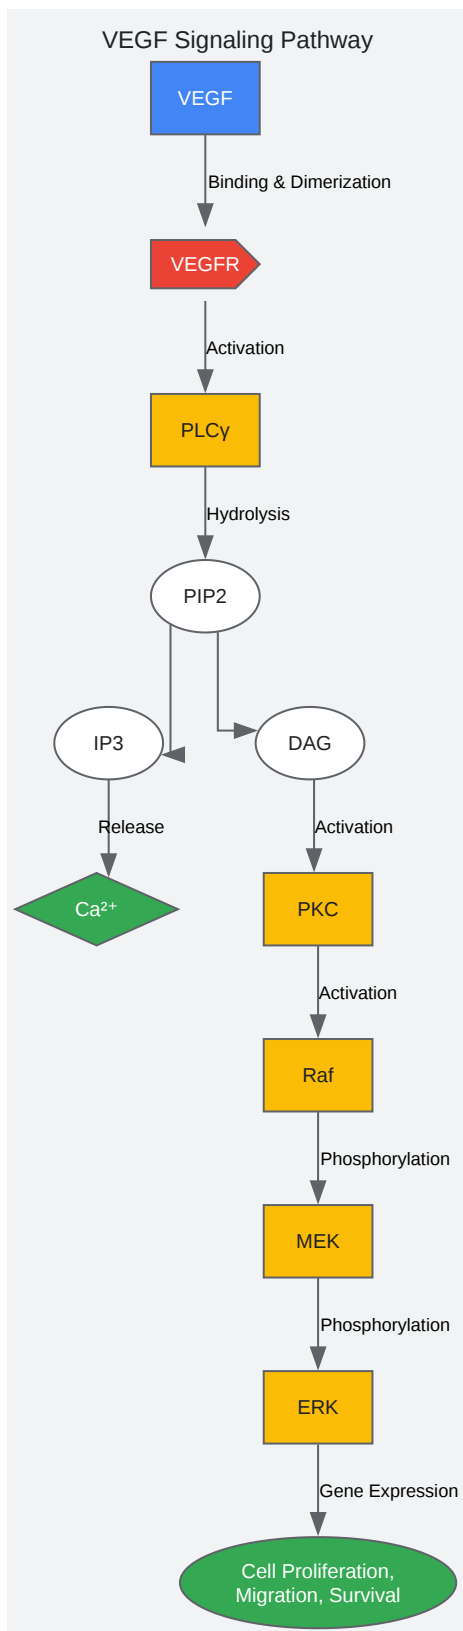 VEGF Signaling Pathway
VEGF
Binding & Dimerization
VEGFR
Activation
PLCγ
Hydrolysis
PIP2
IP3
DAG
Release
Activation
Ca²⁺
PKC
Activation
Raf
Phosphorylation
MEK
Phosphorylation
ERK
Gene Expression
Cell Proliferation,
Migration, Survival